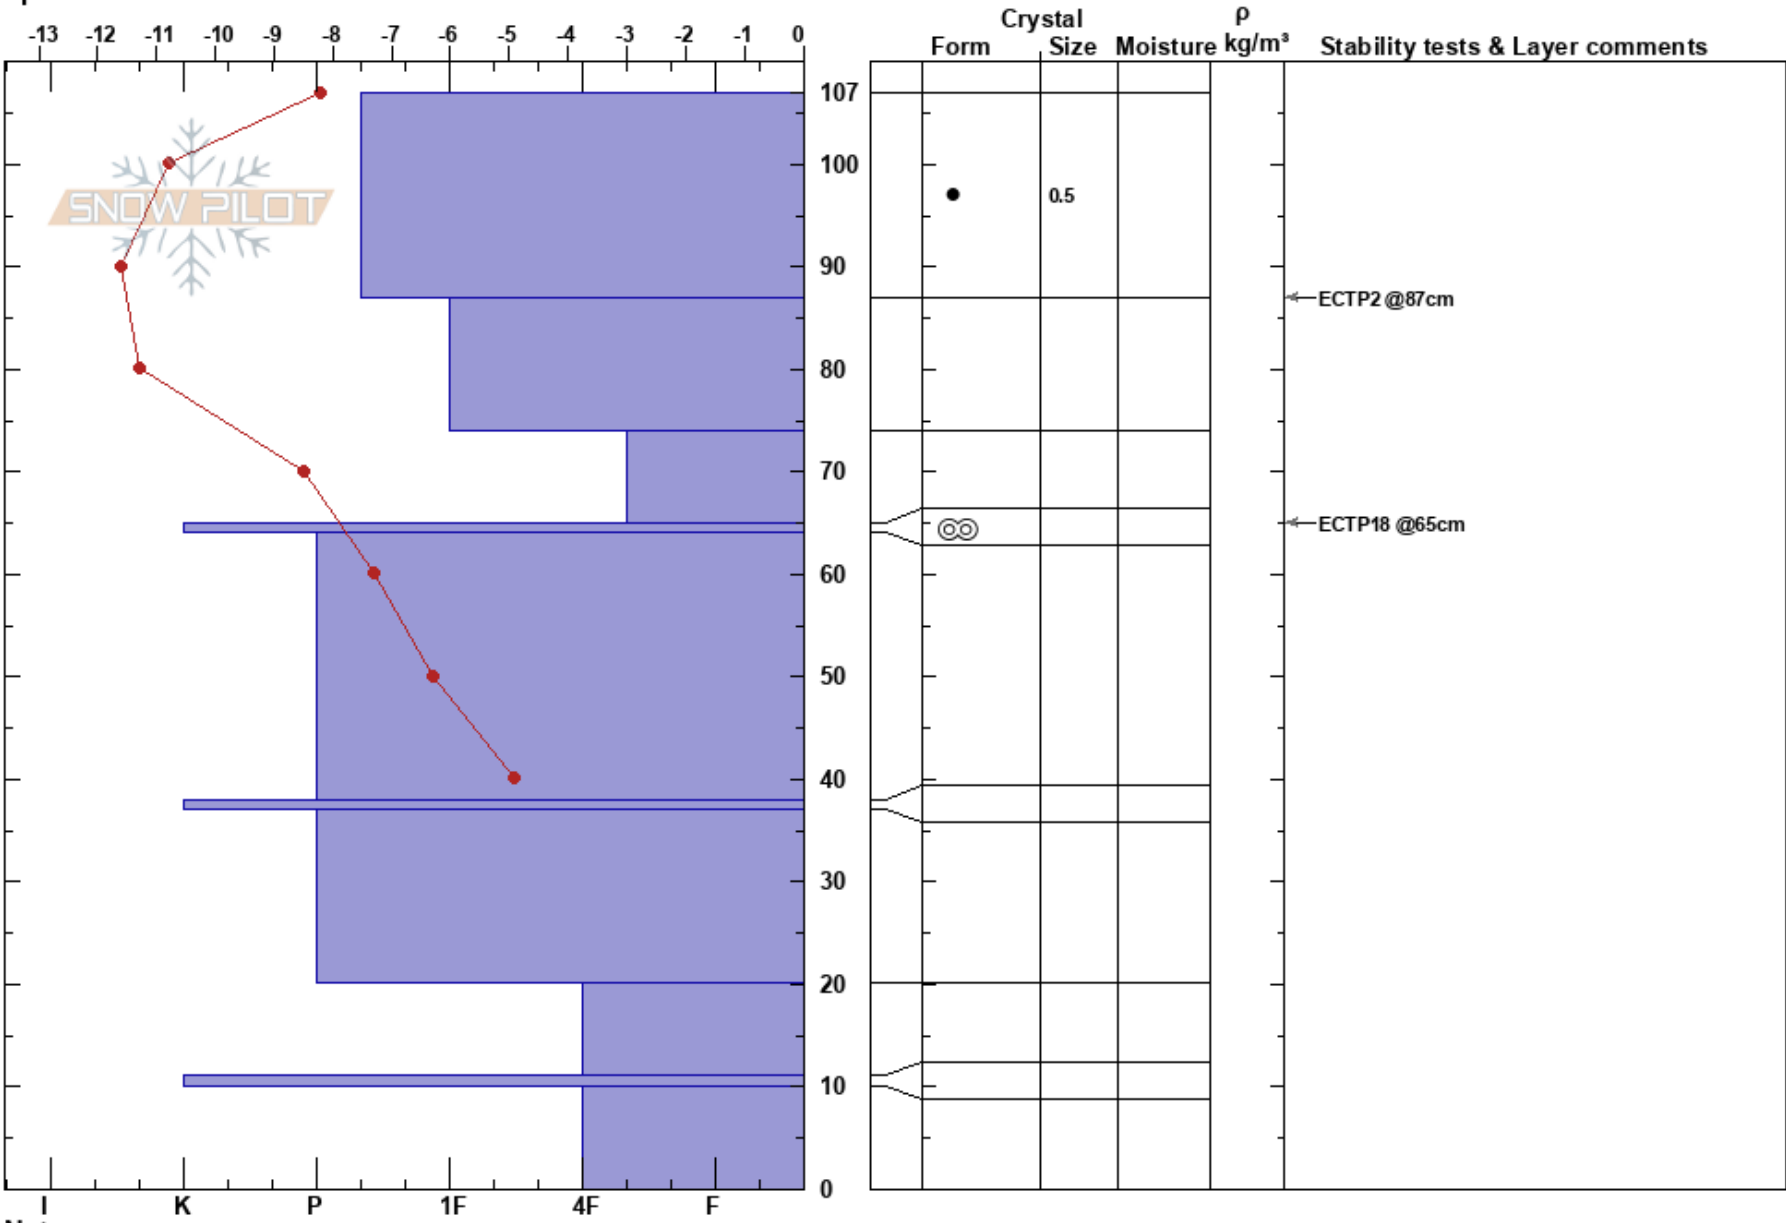 Crystal ρ
-13 -12 -11 -10 -9 -8 -7 -6 -5 -4 -3 -2 -1 0 Form Size Moisture kg/m³ Stability tests & Layer comments
107
100
SNOW PILOT 0.5
90
ECTP2 @87cm
80
70
ECTP18 @65cm
60
50
40
30
20
10
0
I K P 1F 4F F